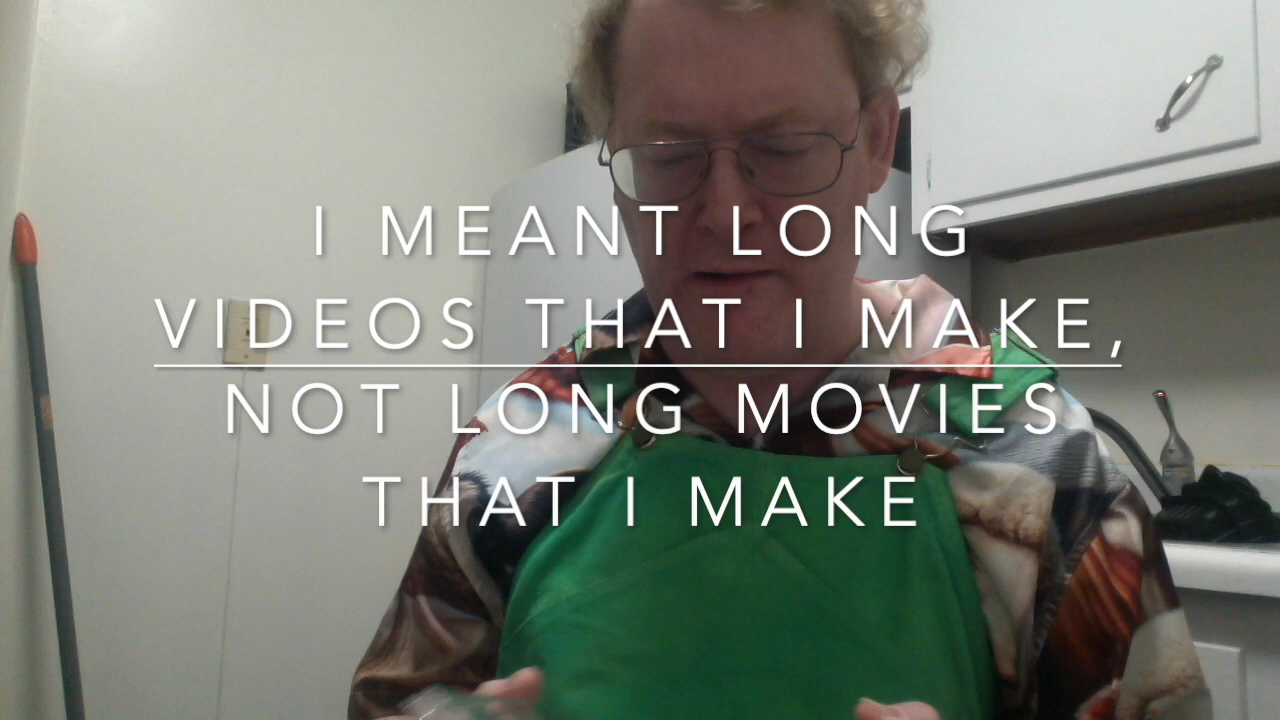 I MEANT LONG
VIDEOS THAT I MAKE,
NOT LONG MOVIES
THAT I MAKE